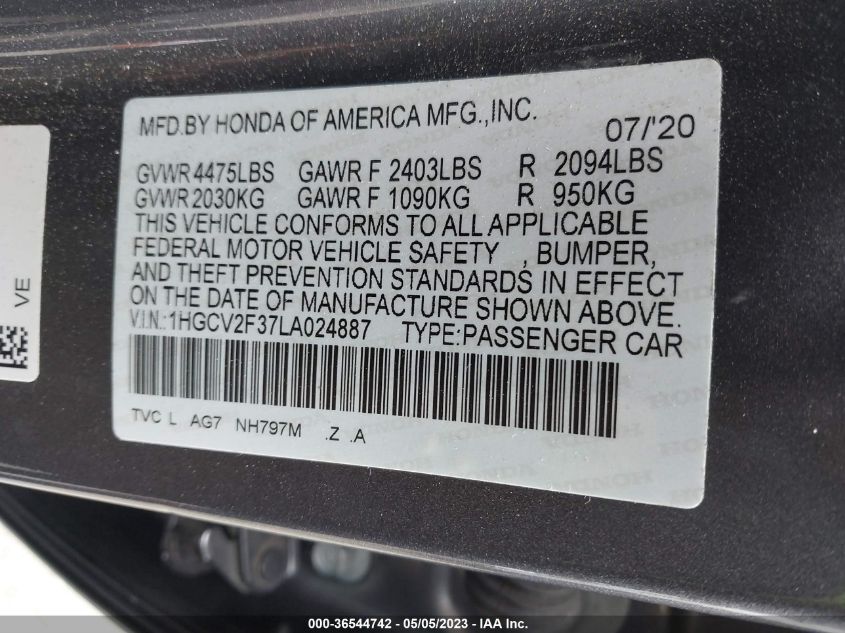 MFD.BY HONDA OF AMERICA MFG.,INC. 07/'20
GVWR 4475LBS GAWR F 2403LBS R 2094LBS
GVWR 2030KG GAWR F 1090KG R 950KG
THIS VEHICLE CONFORMS TO ALL APPLICABLE
FEDERAL MOTOR VEHICLE SAFETY , BUMPER,
AND THEFT PREVENTION STANDARDS IN EFFECT
ON THE DATE OF MANUFACTURE SHOWN ABOVE.
V.I.N.:1HGCV2F37LA024887 TYPE:PASSENGER CAR
TVC L AG7 NH797M .Z .A
VE
HONDA
000-36544742 - 05/05/2023 - IAA Inc.